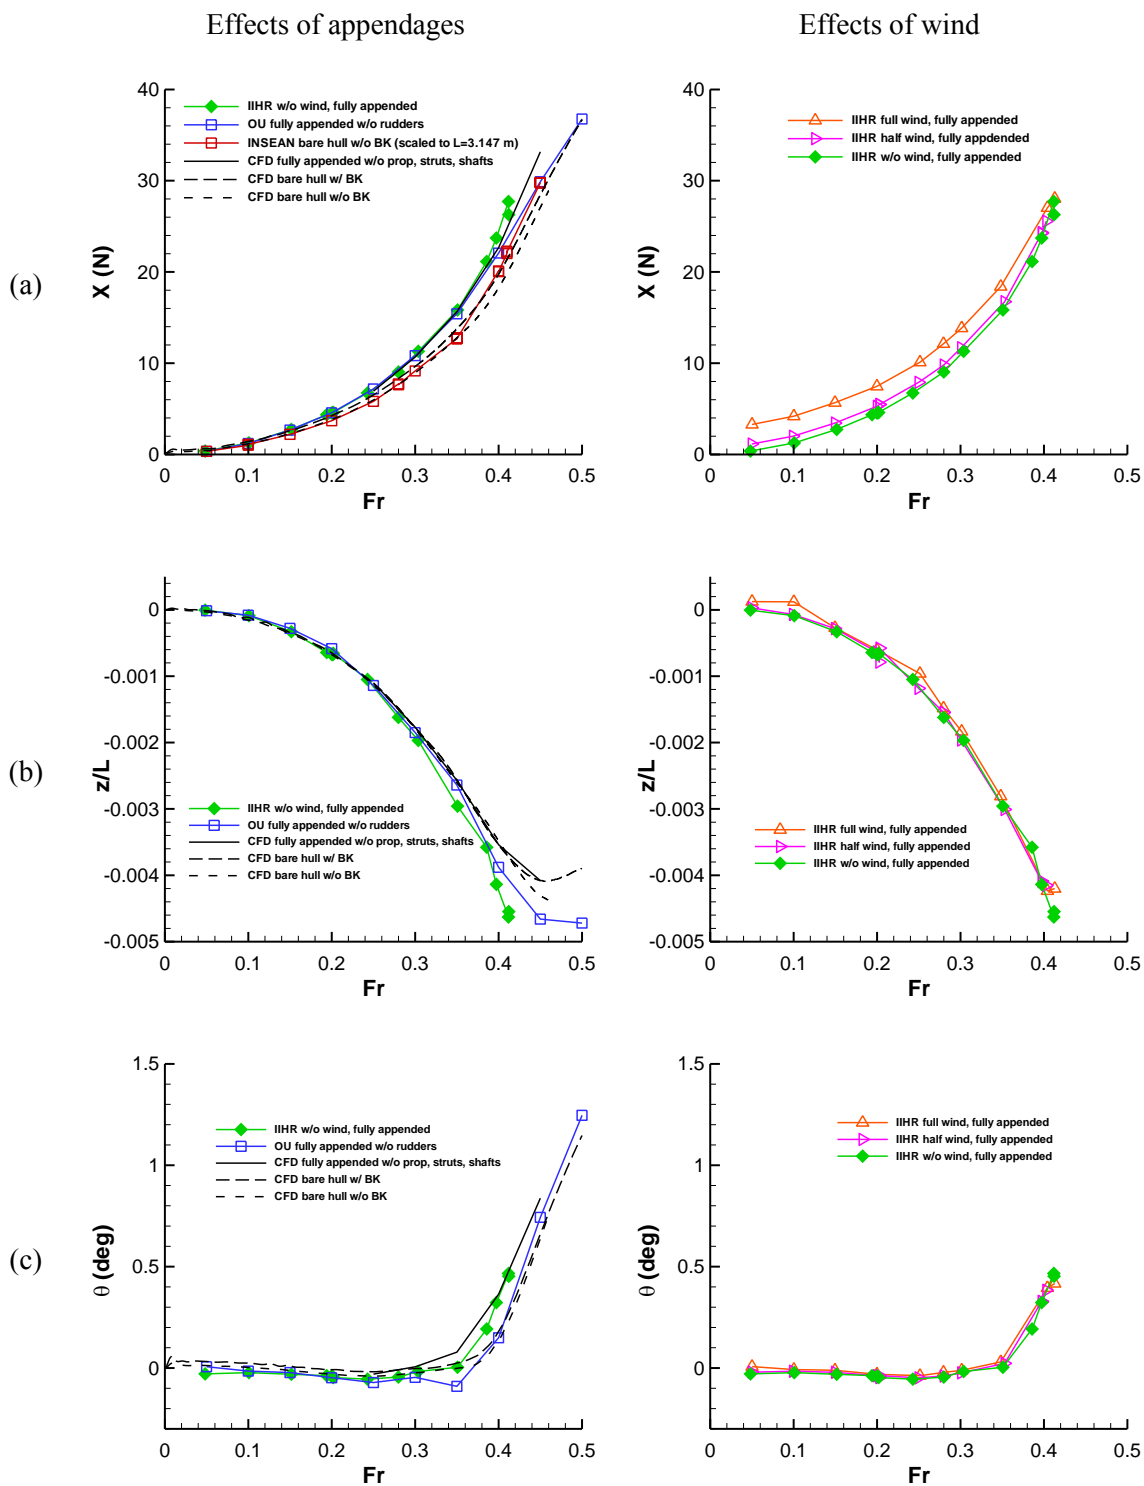 Effects of appendages
Effects of wind
(a)
X (N)
40
30
20
10
0
0
0.1
0.2
0.3
0.4
0.5
Fr
IIHR w/o wind, fully appended
OU fully appended w/o rudders
INSEAN bare hull w/o BK (scaled to L=3.147 m)
CFD fully appended w/o prop, struts, shafts
CFD bare hull w/ BK
CFD bare hull w/o BK
X (N)
40
30
20
10
0
0
0.1
0.2
0.3
0.4
0.5
Fr
IIHR full wind, fully appended
IIHR half wind, fully appdended
IIHR w/o wind, fully appended
(b)
z/L
0
-0.001
-0.002
-0.003
-0.004
-0.005
0
0.1
0.2
0.3
0.4
0.5
Fr
IIHR w/o wind, fully appended
OU fully appended w/o rudders
CFD fully appended w/o prop, struts, shafts
CFD bare hull w/ BK
CFD bare hull w/o BK
z/L
0
-0.001
-0.002
-0.003
-0.004
-0.005
0
0.1
0.2
0.3
0.4
0.5
Fr
IIHR full wind, fully appended
IIHR half wind, fully appended
IIHR w/o wind, fully appended
(c)
θ (deg)
1.5
1
0.5
0
0
0.1
0.2
0.3
0.4
0.5
Fr
IIHR w/o wind, fully appended
OU fully appended w/o rudders
CFD fully appended w/o prop, struts, shafts
CFD bare hull w/ BK
CFD bare hull w/o BK
θ (deg)
1.5
1
0.5
0
0
0.1
0.2
0.3
0.4
0.5
Fr
IIHR full wind, fully appended
IIHR half wind, fully appended
IIHR w/o wind, fully appended